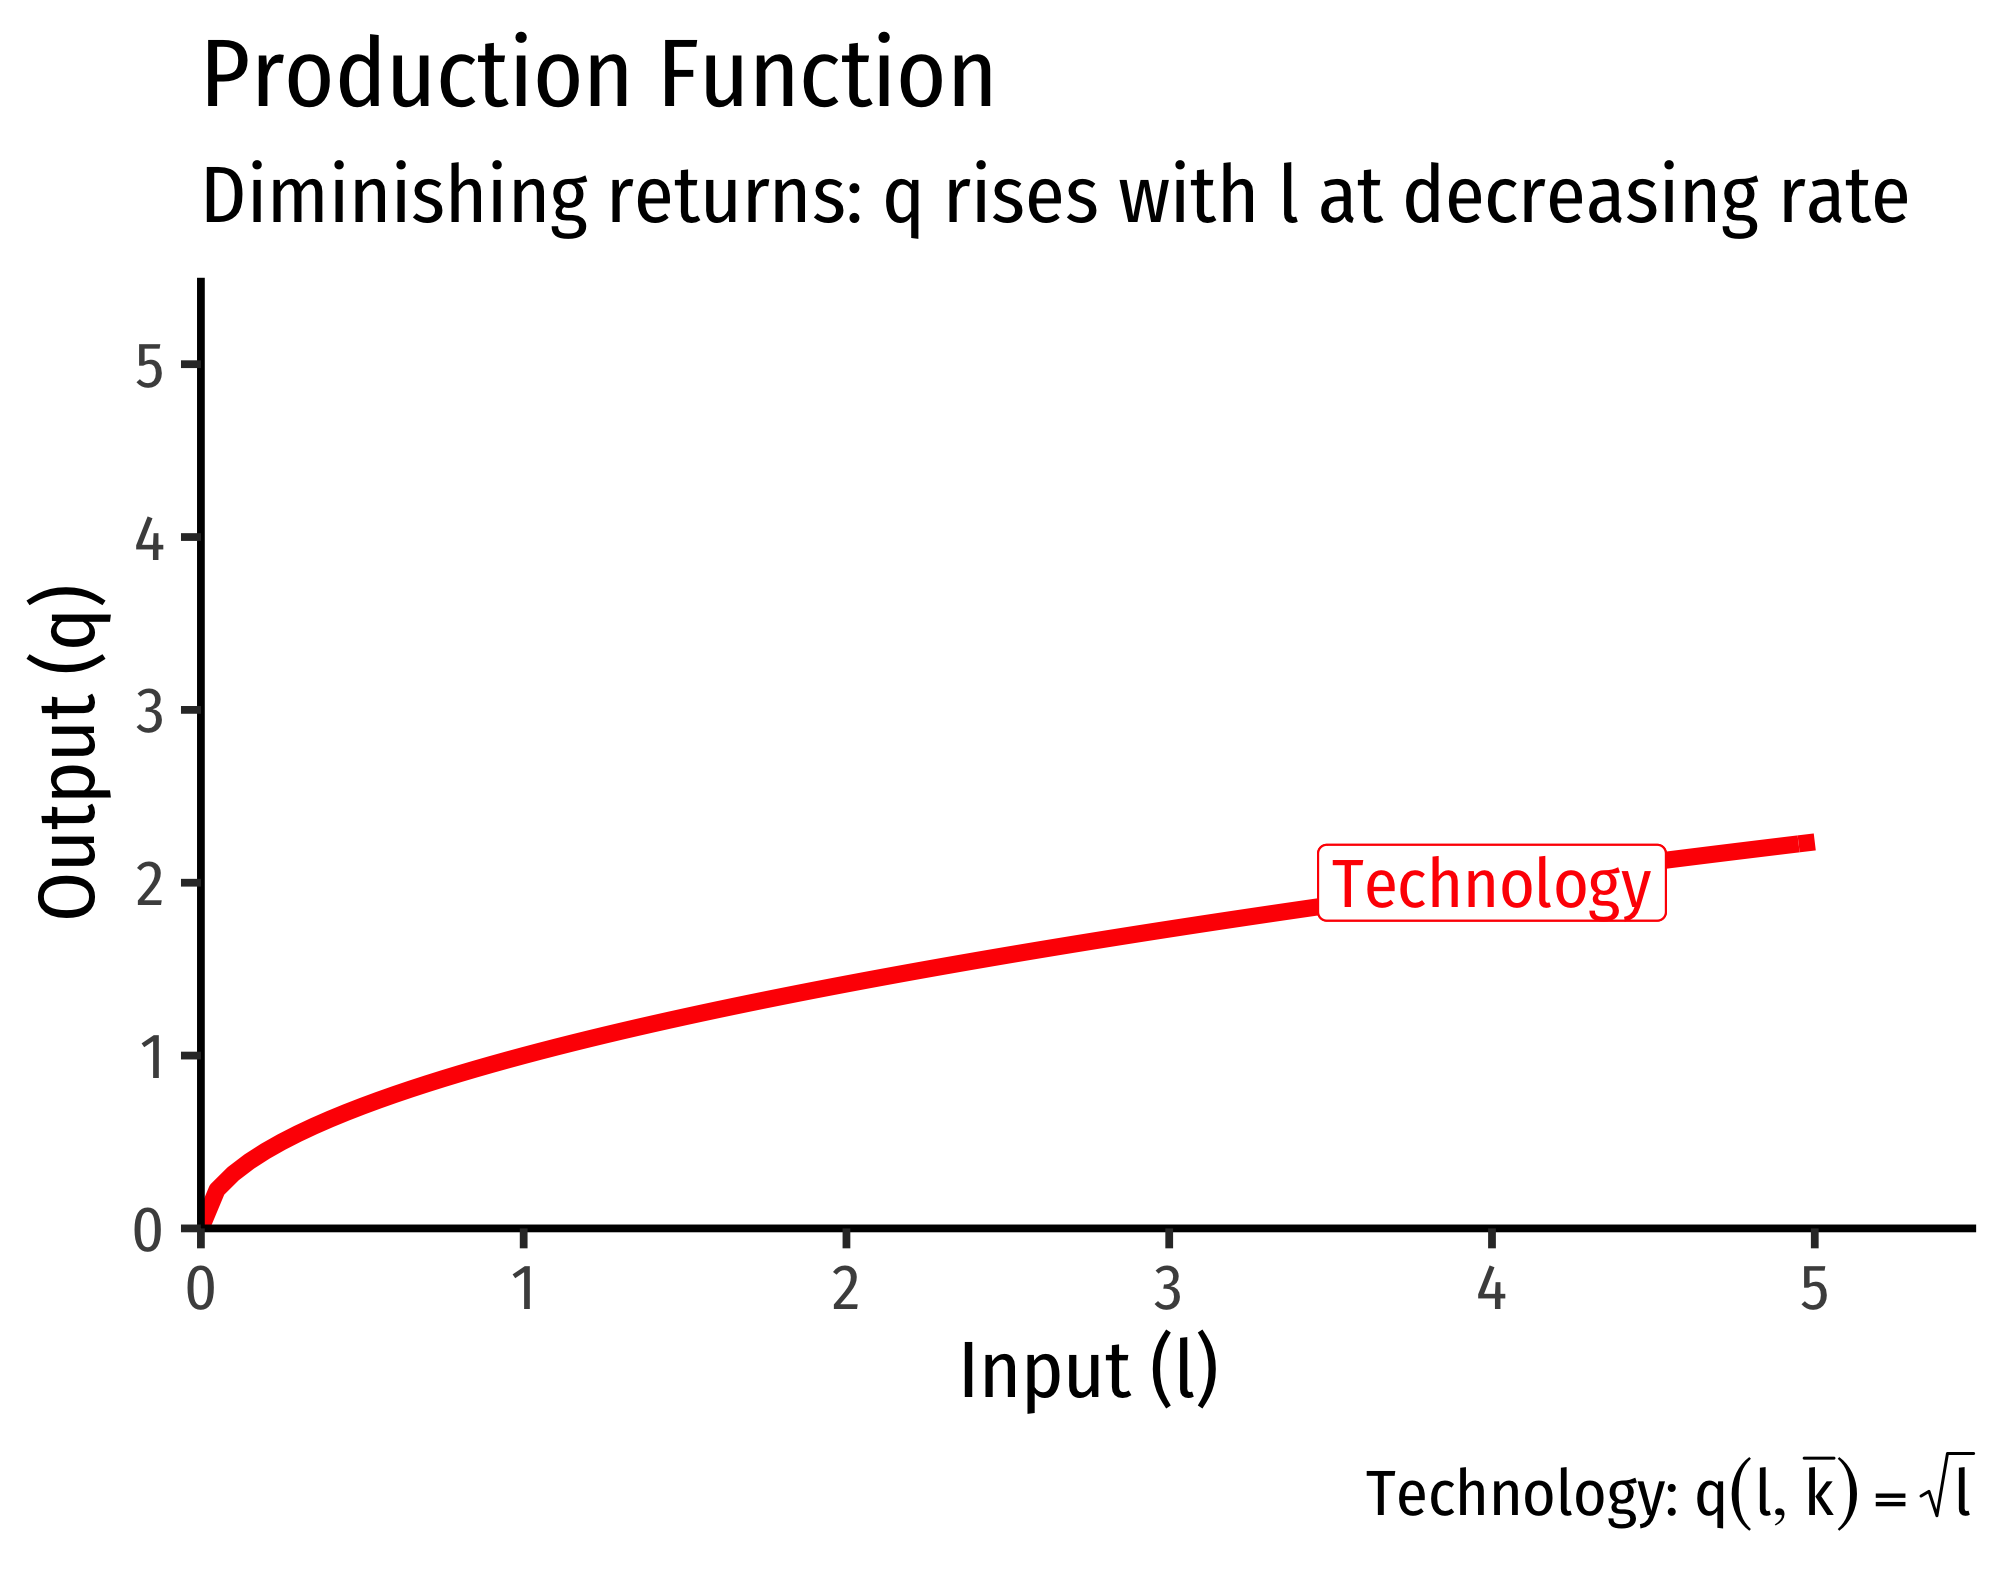 Production Function
Diminishing returns: q rises with l at decreasing rate
5
4
3
2
1
0
Output (q)
Technology
0 1 2 3 4 5
Input (l)
Technology: q(l, k̅) = √l